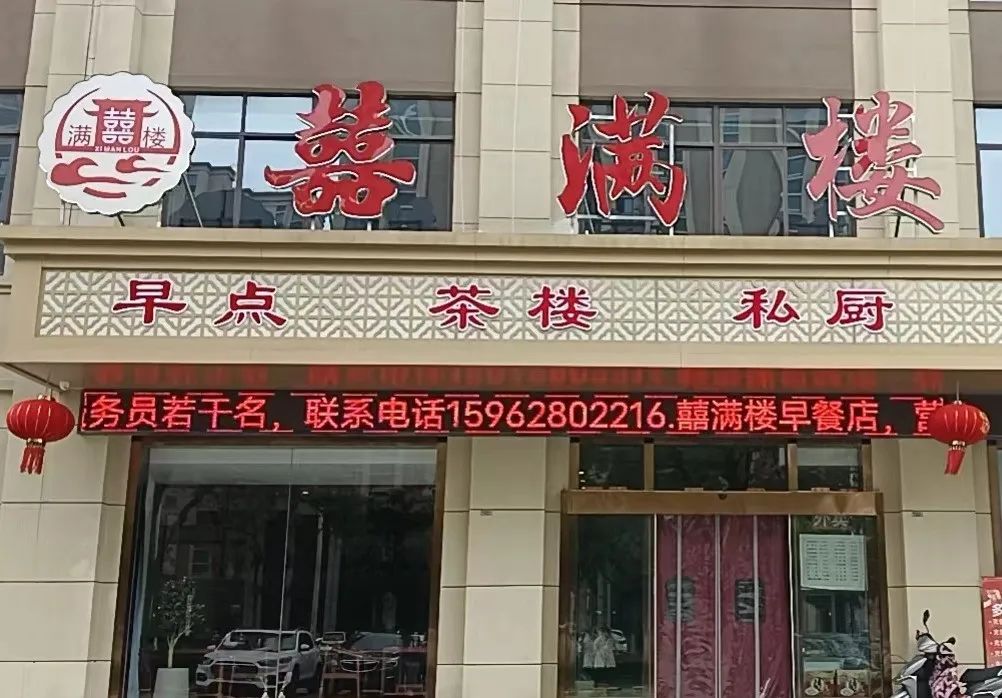 满囍楼
XI MAN LOU
囍满楼
早点 茶楼 私厨
务员若干名，联系电话15962802216.囍满楼早餐店，营